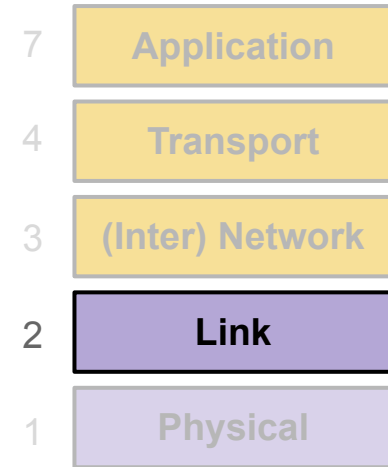 7 Application
4 Transport
3 (Inter) Network
2 Link
1 Physical